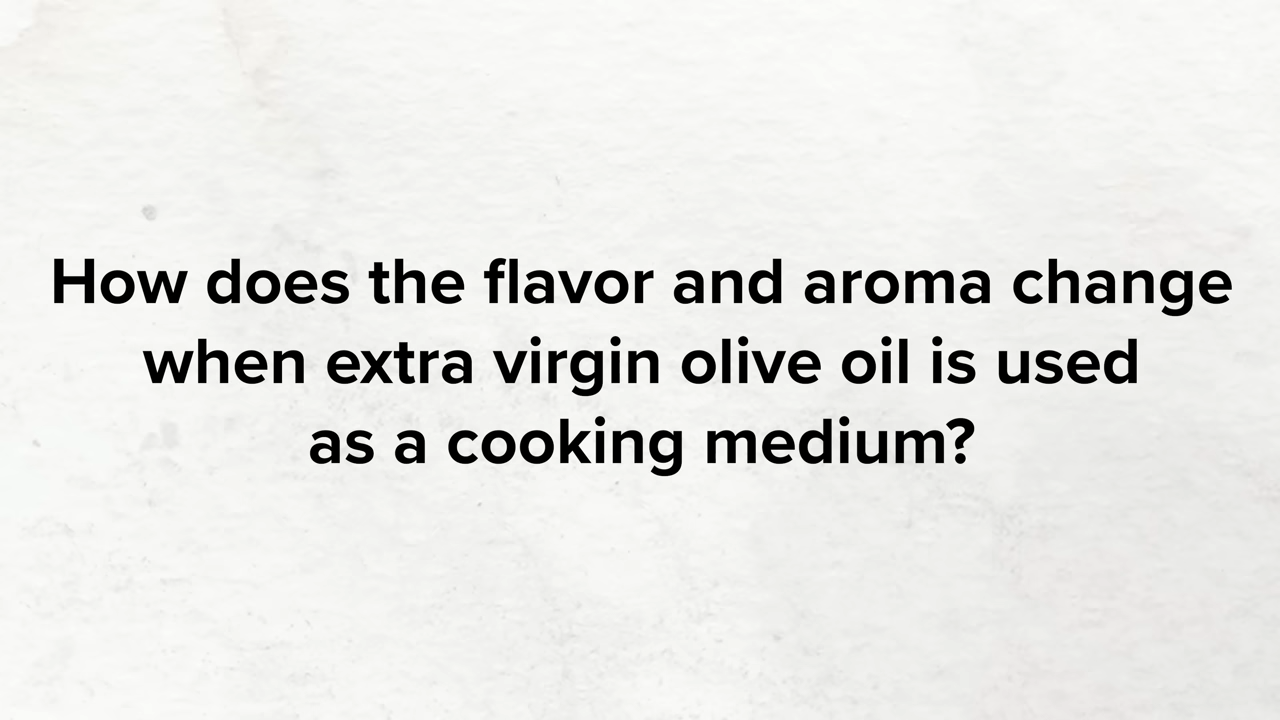 How does the flavor and aroma change
when extra virgin olive oil is used
as a cooking medium?